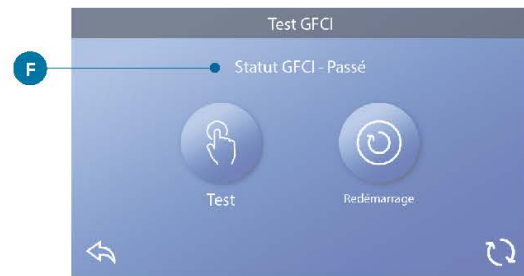 Test GFCI
F
Statut GFCI - Passé
Test
Redémarrage